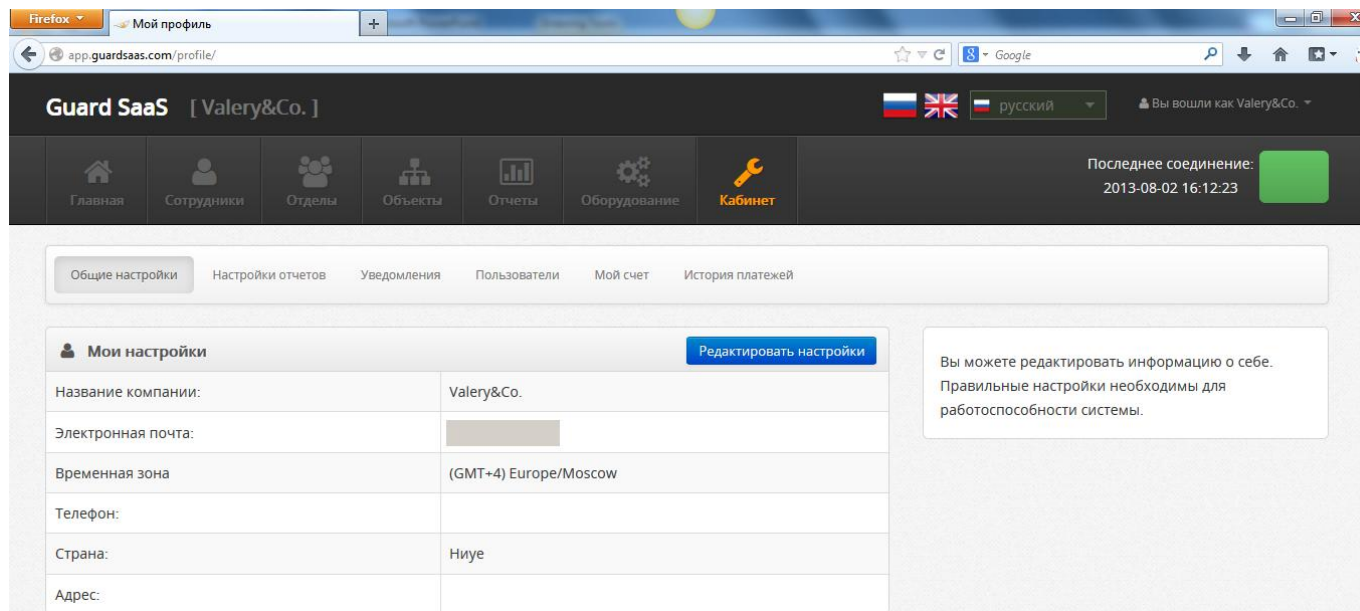 Firefox
Мой профиль
app.guardsaas.com/profile/
Google
Guard SaaS [ Valery&Co. ]
русский
Вы вошли как Valery&Co.
Главная
Сотрудники
Отделы
Объекты
Отчеты
Оборудование
Кабинет
Последнее соединение:
2013-08-02 16:12:23
Общие настройки
Настройки отчетов
Уведомления
Пользователи
Мой счет
История платежей
Мои настройки
Редактировать настройки
Название компании: Valery&Co.
Электронная почта:
Временная зона (GMT+4) Europe/Moscow
Телефон:
Страна: Ниуе
Адрес:
Вы можете редактировать информацию о себе.
Правильные настройки необходимы для
работоспособности системы.